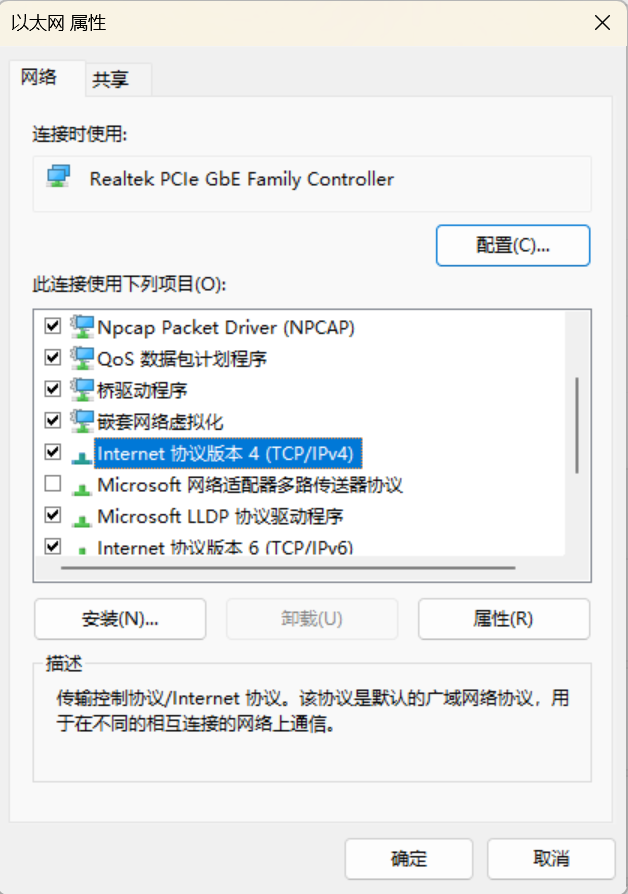 以太网 属性
网络
共享
连接时使用:
Realtek PCIe GbE Family Controller
配置(C)...
此连接使用下列项目(O):
Npcap Packet Driver (NPCAP)
QoS 数据包计划程序
桥驱动程序
嵌套网络虚拟化
Internet 协议版本 4 (TCP/IPv4)
Microsoft 网络适配器多路传送器协议
Microsoft LLDP 协议驱动程序
Internet 协议版本 6 (TCP/IPv6)
安装(N)...
卸载(U)
属性(R)
描述
传输控制协议/Internet 协议。该协议是默认的广域网络协议，用
于在不同的相互连接的网络上通信。
确定
取消